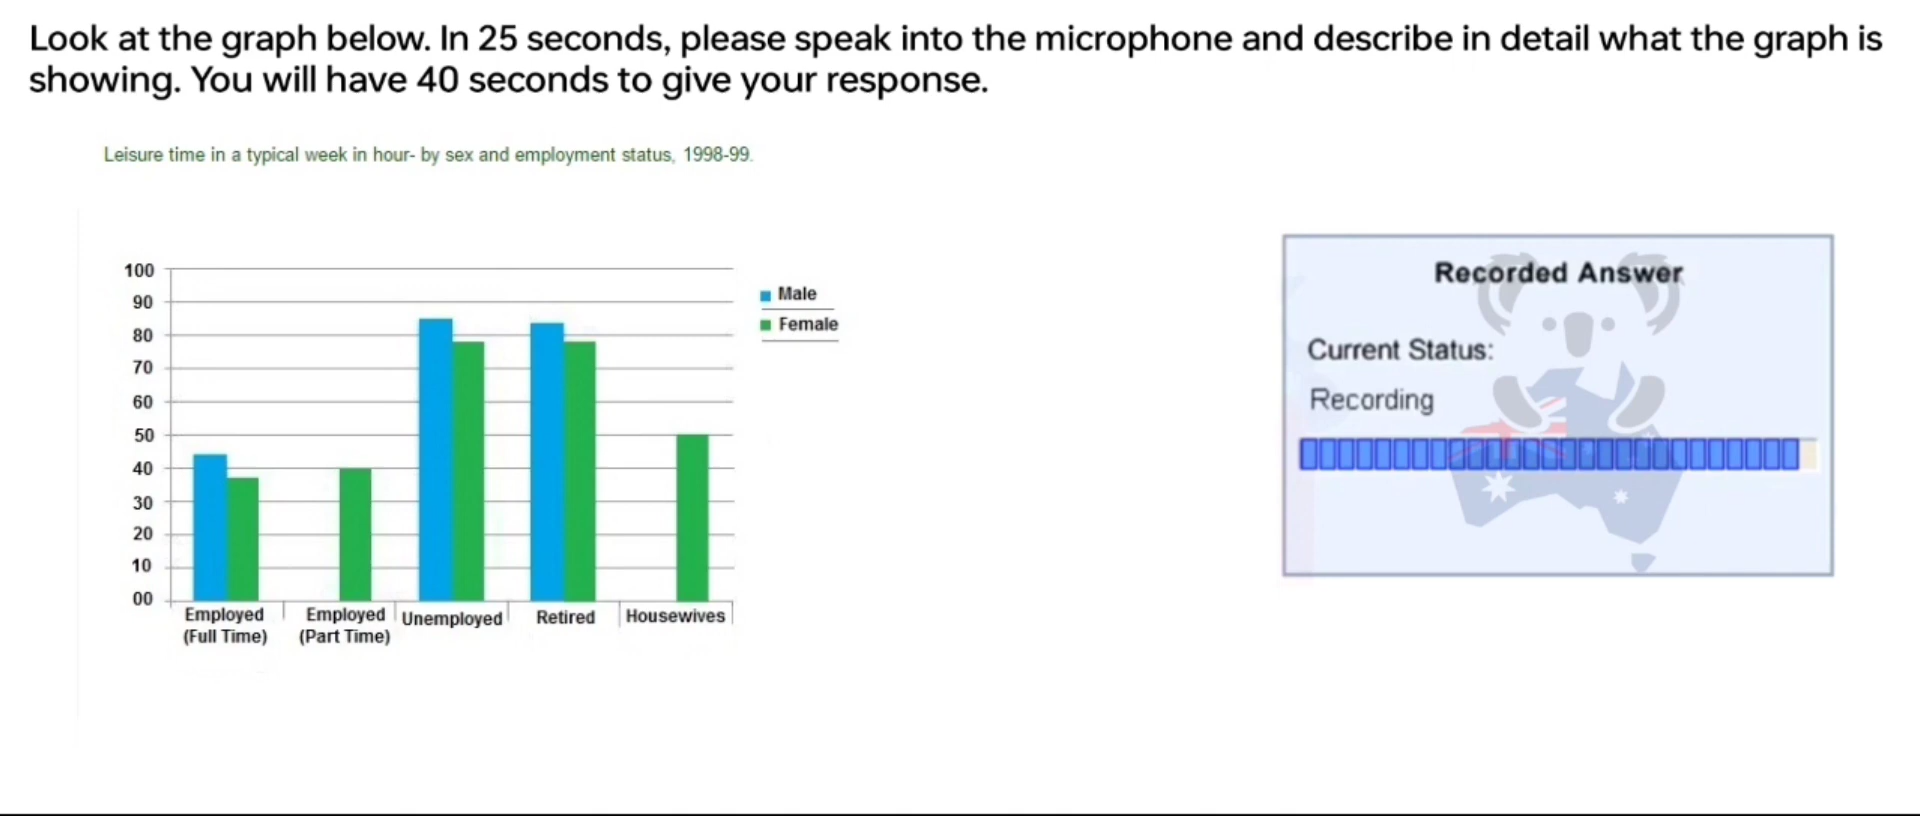 Look at the graph below. In 25 seconds, please speak into the microphone and describe in detail what the graph is
showing. You will have 40 seconds to give your response.
Leisure time in a typical week in hour- by sex and employment status, 1998-99.
100
90
80
70
60
50
40
30
20
10
00
Employed
(Full Time)
Employed
(Part Time)
Unemployed
Retired
Housewives
Male
Female
Recorded Answer
Current Status:
Recording